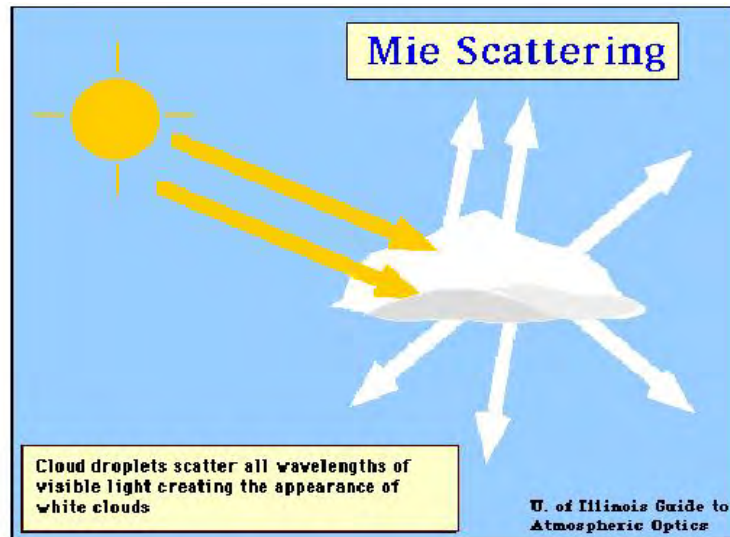 Mie Scattering
Cloud droplets scatter all wavelengths of
visible light creating the appearance of
white clouds
U. of Illinois Guide to
Atmospheric Optics